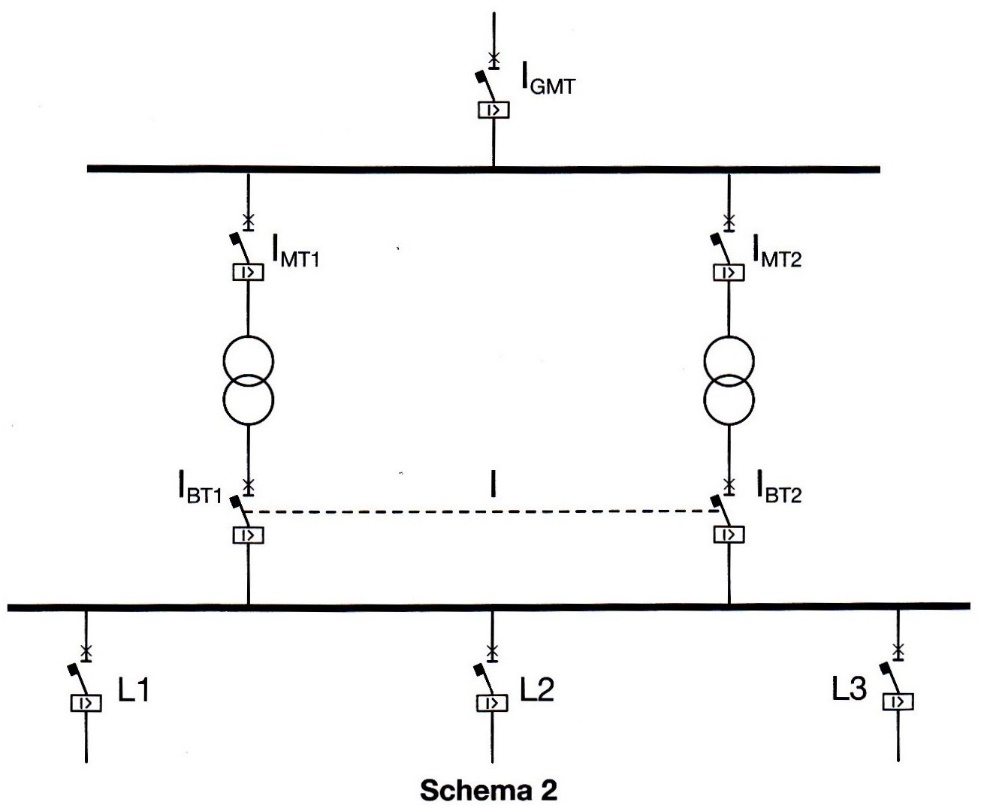 I_GMT
I>
I_MT1 I_MT2
I> I>
I_BT1 I I_BT2
I> I>
L1 L2 L3
I> I> I>
Schema 2